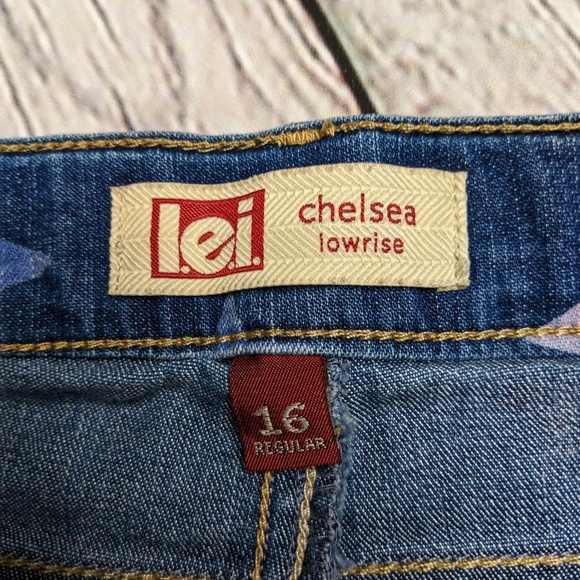 l.e.i.
chelsea
lowrise
16
REGULAR